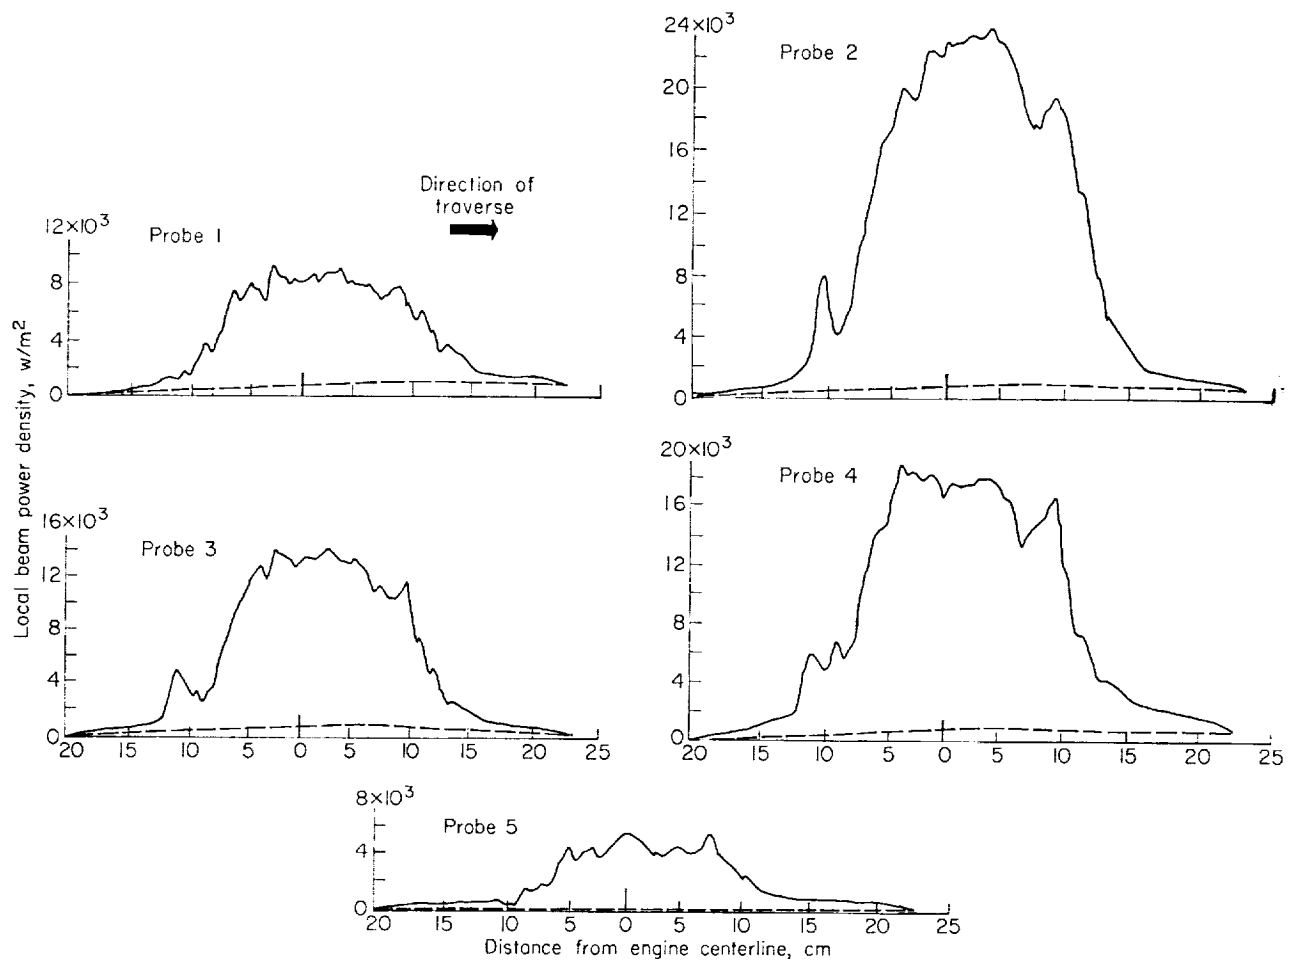 24×10³
Probe 2
20
16
12
8
4
0
Direction of
traverse
12×10³
Probe 1
8
4
0
Local beam power density, w/m²
16×10³
Probe 3
12
8
4
0
20 15 10 5 0 5 10 15 20 25
20×10³
Probe 4
16
12
8
4
0
20 15 10 5 0 5 10 15 20 25
8×10³
Probe 5
4
0
20 15 10 5 0 5 10 15 20 25
Distance from engine centerline, cm